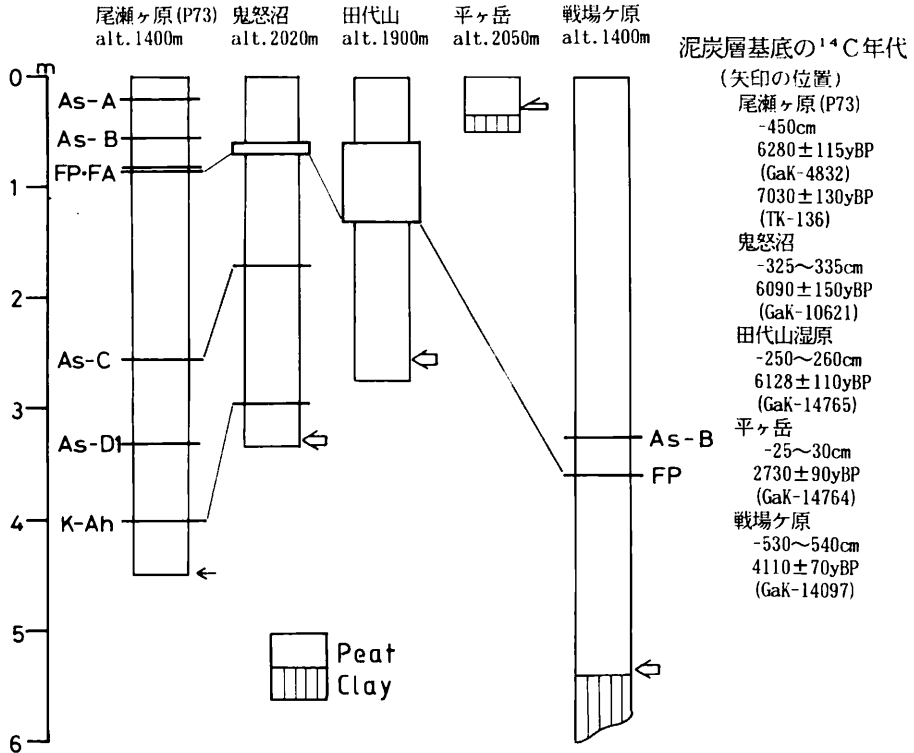 尾瀬ヶ原(P73)
alt.1400m
鬼怒沼
alt.2020m
田代山
alt.1900m
平ヶ岳
alt.2050m
戦場ケ原
alt.1400m
m
0
1
2
3
4
5
6
As-A
As-B
FP・FA
As-C
As-D1
K-Ah
As-B
FP
Peat
Clay
泥炭層基底の¹⁴C年代
(矢印の位置)
尾瀬ヶ原(P73)
-450cm
6280±115yBP
(GaK-4832)
7030±130yBP
(TK-136)
鬼怒沼
-325〜335cm
6090±150yBP
(GaK-10621)
田代山湿原
-250〜260cm
6128±110yBP
(GaK-14765)
平ヶ岳
-25〜30cm
2730±90yBP
(GaK-14764)
戦場ケ原
-530〜540cm
4110±70yBP
(GaK-14097)